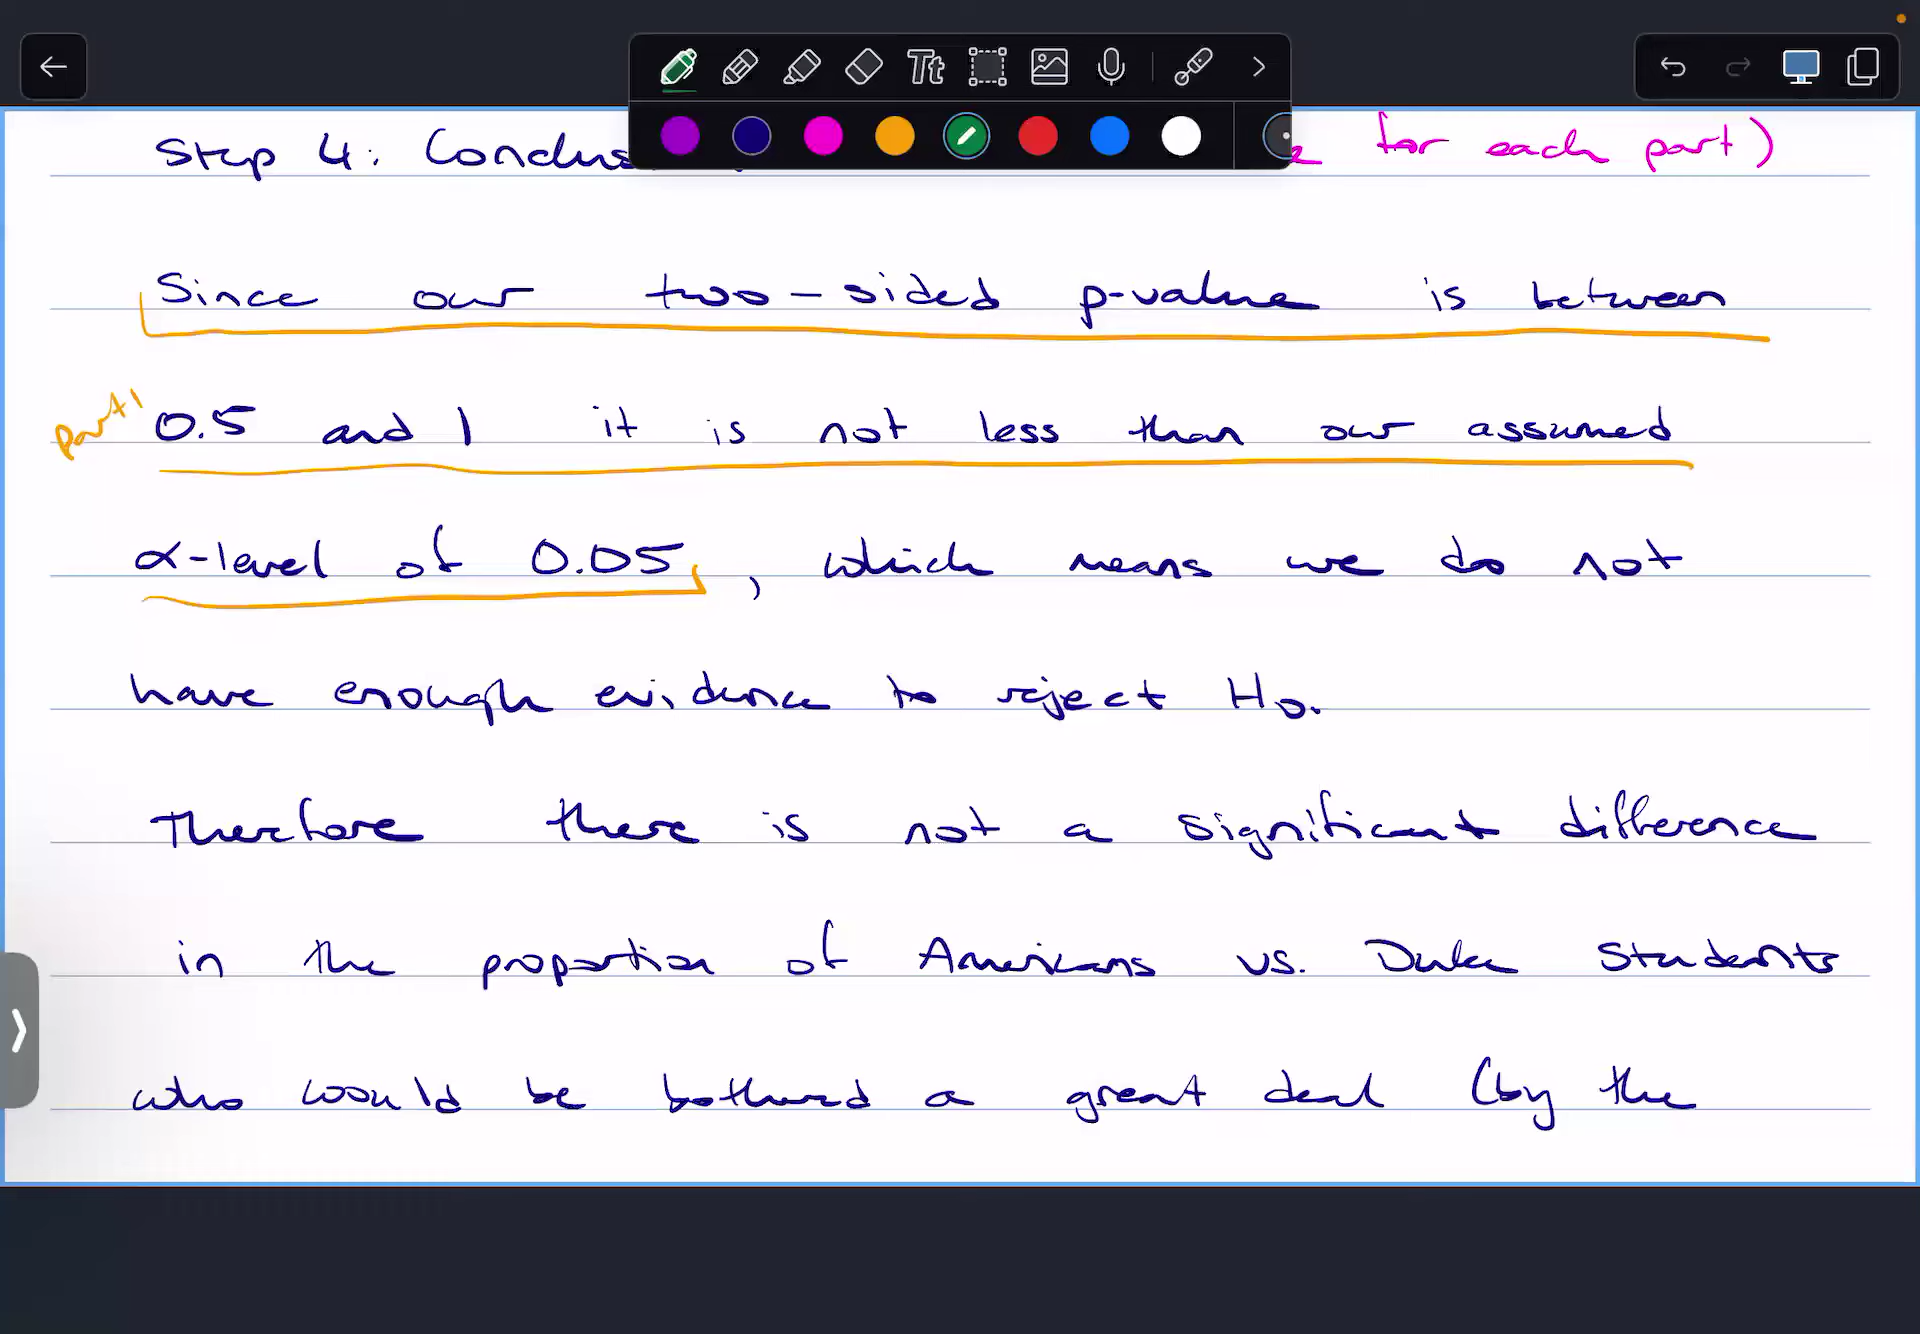 Step 4: Conclus
for each part)
Since our two-sided p-value is between
part 1
0.5 and 1 it is not less than our assumed
α-level of 0.05, which means we do not
have enough evidence to reject Ho.
Therefore there is not a significant difference
in the proportion of Americans vs. Duke Students
who would be bothered a great deal (by the
Tt